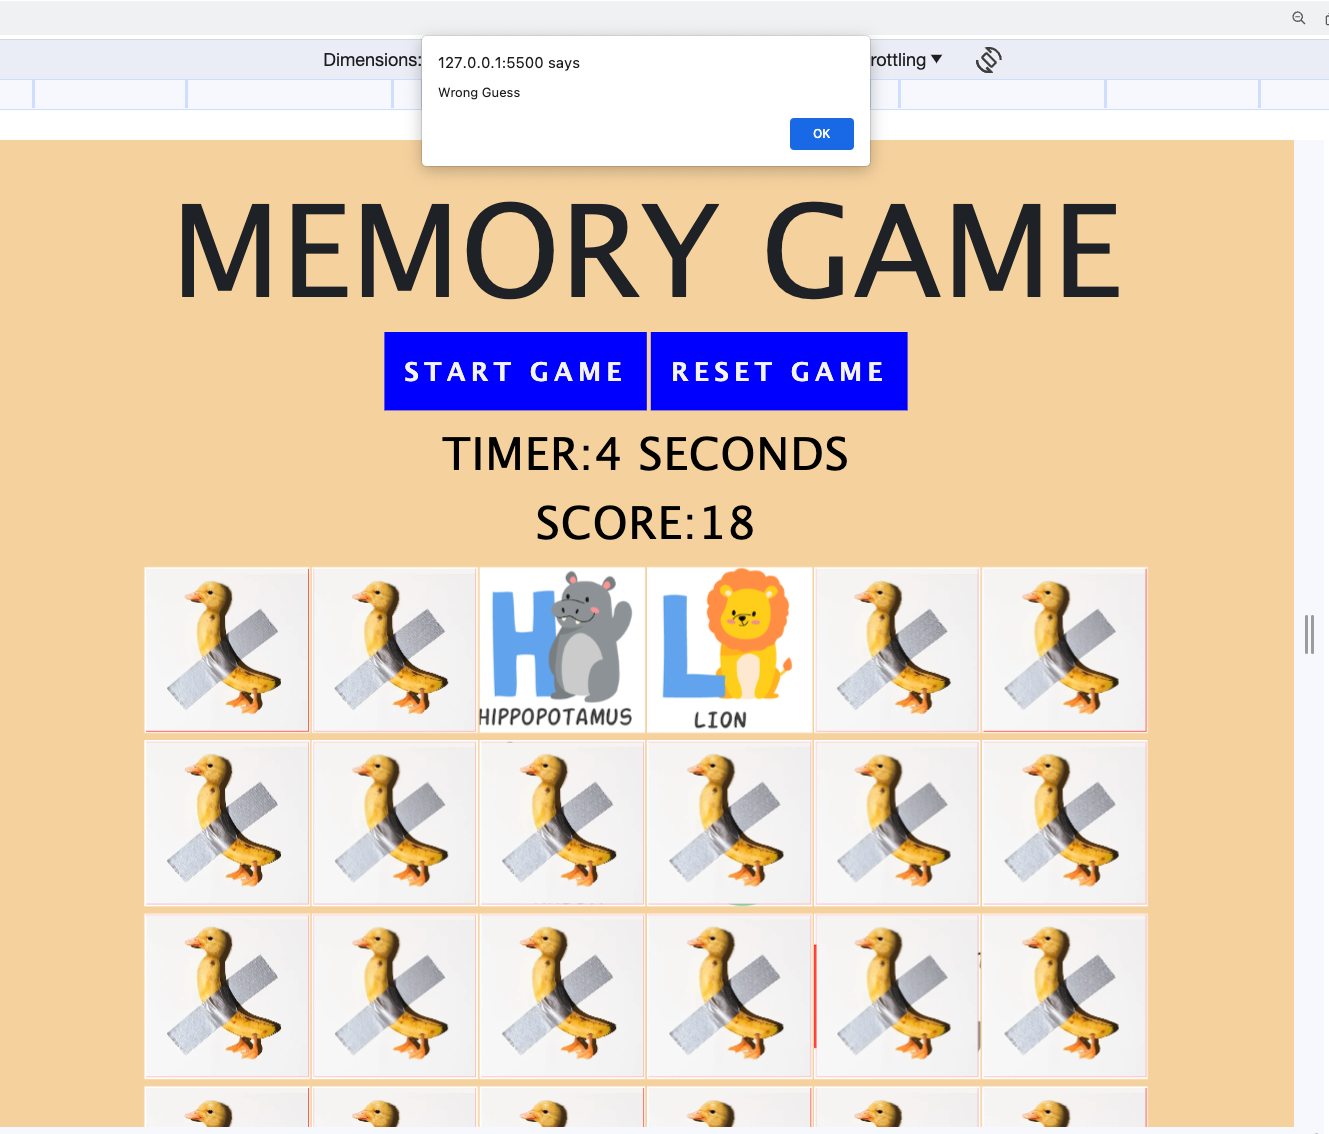 Dimensions:
rottling
127.0.0.1:5500 says
Wrong Guess
OK
MEMORY GAME
START GAME
RESET GAME
TIMER:4 SECONDS
SCORE:18
H
HIPPOPOTAMUS
L
LION